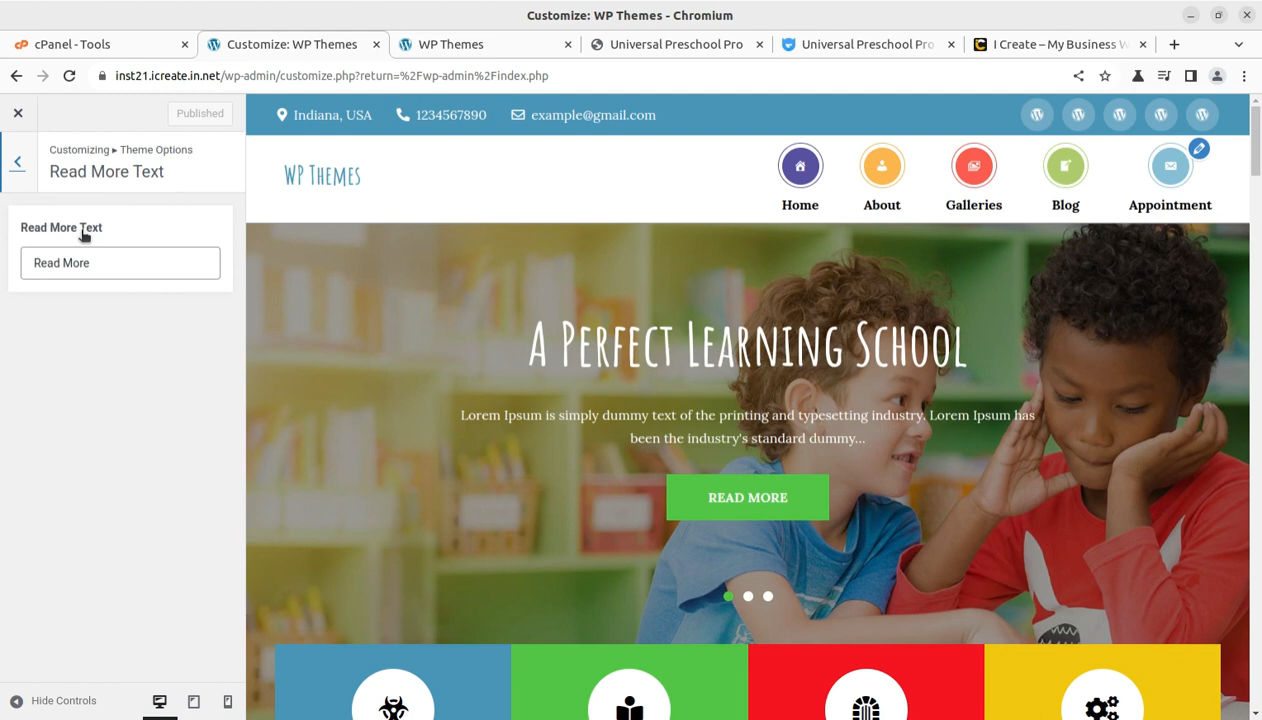 Customize: WP Themes - Chromium
cPanel - Tools
Customize: WP Themes
WP Themes
Universal Preschool Pro
Universal Preschool Pro
I Create – My Business W
inst21.icreate.in.net/wp-admin/customize.php?return=%2Fwp-admin%2Findex.php
Published
Customizing ▸ Theme Options
Read More Text
Read More Text
Read More
Hide Controls
Indiana, USA
1234567890
example@gmail.com
WP Themes
Home
About
Galleries
Blog
Appointment
A Perfect Learning School
Lorem Ipsum is simply dummy text of the printing and typesetting industry. Lorem Ipsum has
been the industry's standard dummy...
READ MORE